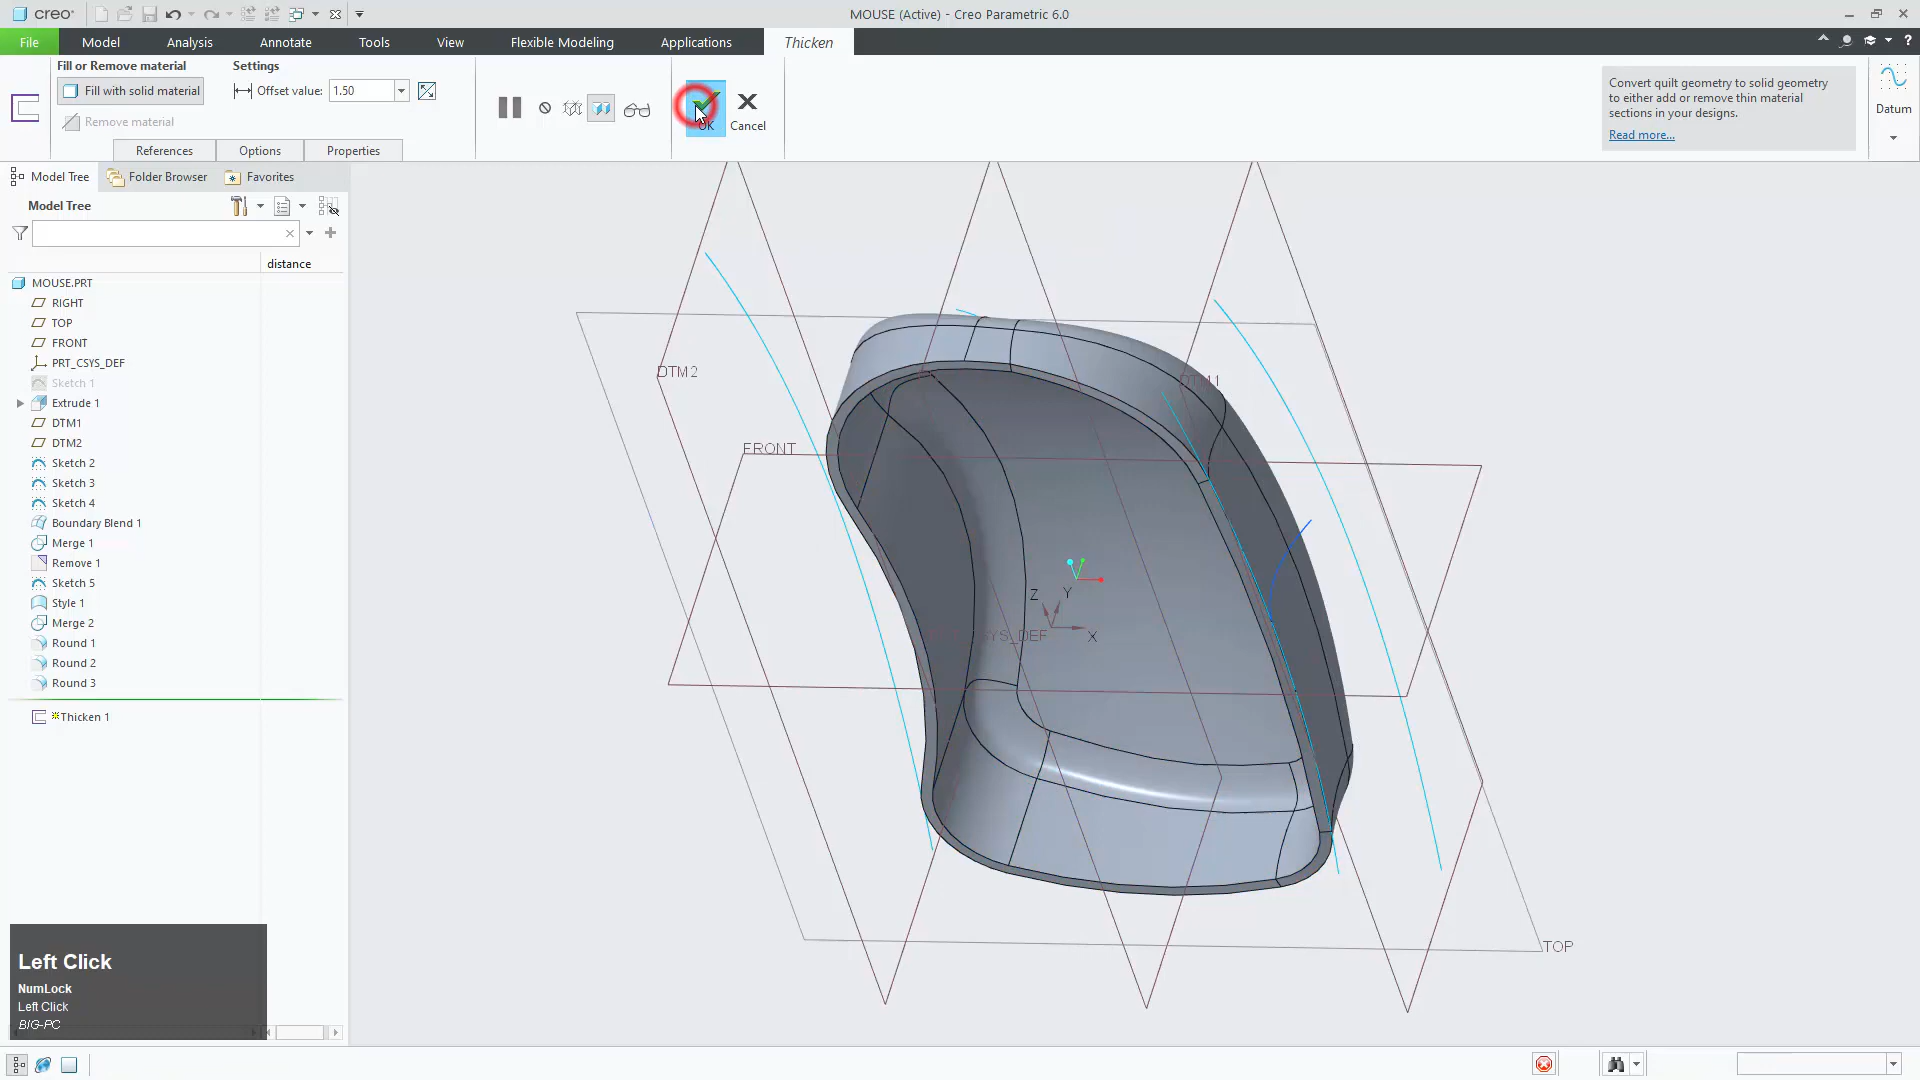 creo
MOUSE (Active) - Creo Parametric 6.0
File
Model
Analysis
Annotate
Tools
View
Flexible Modeling
Applications
Thicken
Fill or Remove material
Fill with solid material
Remove material
Settings
Offset value: 1.50
OK
Cancel
References
Options
Properties
Convert quilt geometry to solid geometry
to either add or remove thin material
sections in your designs.
Read more...
Datum
Model Tree
Folder Browser
Favorites
Model Tree
distance
MOUSE.PRT
RIGHT
TOP
FRONT
PRT_CSYS_DEF
Sketch 1
Extrude 1
DTM1
DTM2
Sketch 2
Sketch 3
Sketch 4
Boundary Blend 1
Merge 1
Remove 1
Sketch 5
Style 1
Merge 2
Round 1
Round 2
Round 3
Thicken 1
DTM2
DTM1
FRONT
Z
Y
X
TOP
Left Click
NumLock
Left Click
BIG-PC